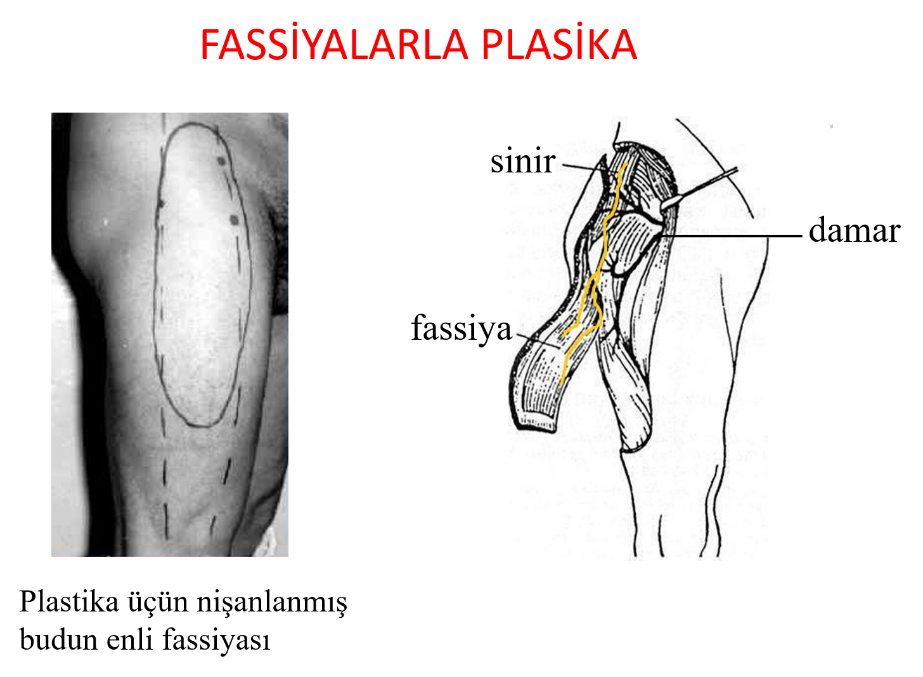 FASSİYALARLA PLASİKA
sinir
damar
fassiya
Plastika üçün nişanlanmış
budun enli fassiyası